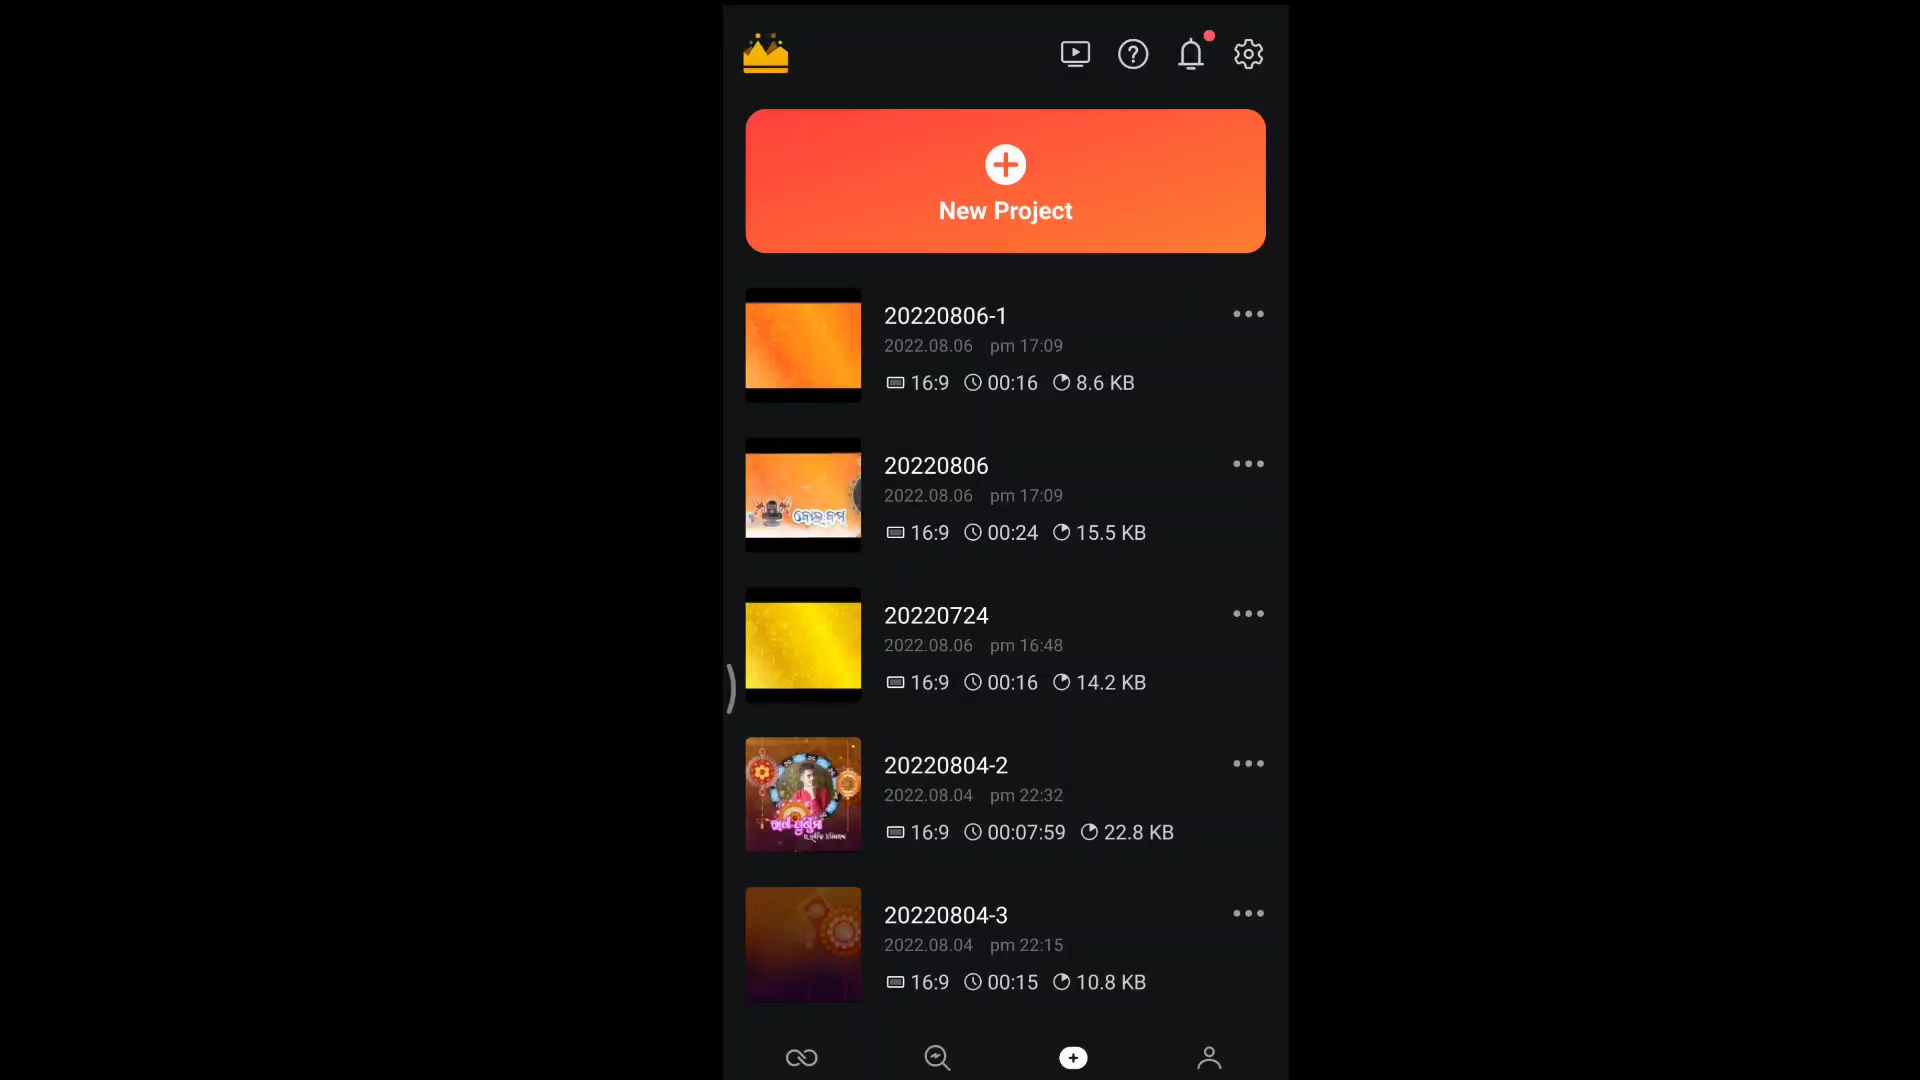 New Project
20220806-1
2022.08.06 pm 17:09
16:9 00:16 8.6 KB
20220806
2022.08.06 pm 17:09
16:9 00:24 15.5 KB
ବୋଲ ବମ୍
20220724
2022.08.06 pm 16:48
16:9 00:16 14.2 KB
20220804-2
2022.08.04 pm 22:32
16:9 00:07:59 22.8 KB
20220804-3
2022.08.04 pm 22:15
16:9 00:15 10.8 KB